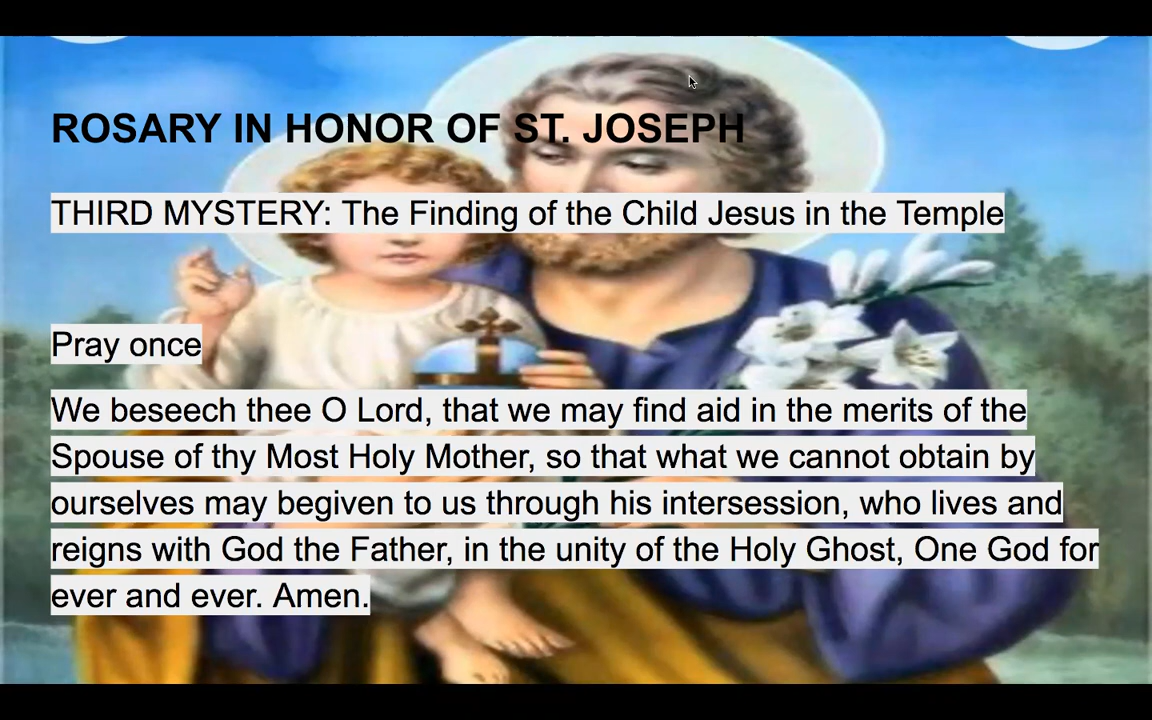 ROSARY IN HONOR OF ST. JOSEPH
THIRD MYSTERY: The Finding of the Child Jesus in the Temple
Pray once
We beseech thee O Lord, that we may find aid in the merits of the
Spouse of thy Most Holy Mother, so that what we cannot obtain by
ourselves may begiven to us through his intersession, who lives and
reigns with God the Father, in the unity of the Holy Ghost, One God for
ever and ever. Amen.